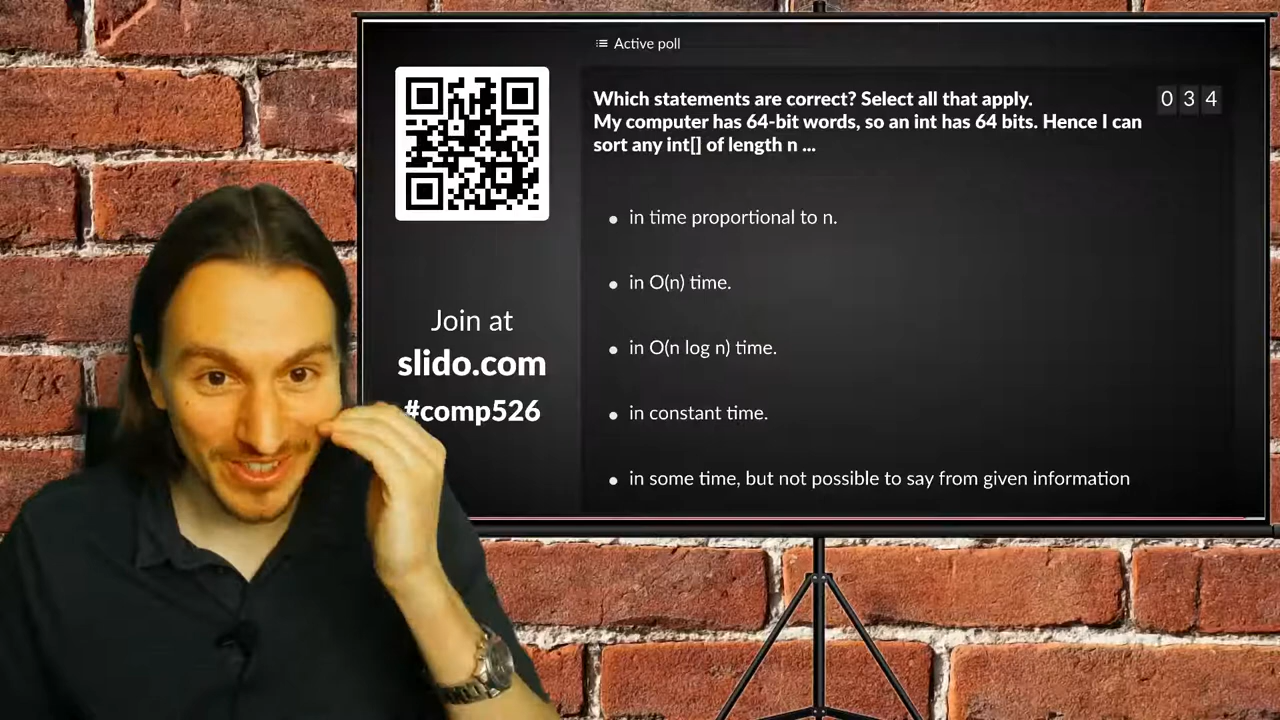 Active poll
Which statements are correct? Select all that apply.
My computer has 64-bit words, so an int has 64 bits. Hence I can
sort any int[] of length n ...
0 3 4
in time proportional to n.
in O(n) time.
in O(n log n) time.
in constant time.
in some time, but not possible to say from given information
Join at
slido.com
#comp526